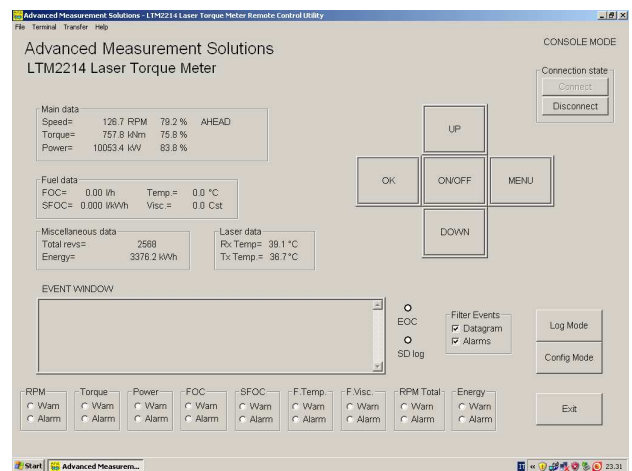 Advanced Measurement Solutions - LTM2214 Laser Torque Meter Remote Control Utility
File Terminal Transfer Help
Advanced Measurement Solutions
LTM2214 Laser Torque Meter
CONSOLE MODE
Connection state
Connect
Disconnect
Main data
Speed= 126.7 RPM 79.2 % AHEAD
Torque= 757.8 kNm 75.8 %
Power= 10053.4 kW 83.8 %
UP
OK ON/OFF MENU
DOWN
Fuel data
FOC= 0.00 l/h Temp.= 0.0 °C
SFOC= 0.000 l/kWh Visc.= 0.0 Cst
Miscellaneous data
Total revs= 2568
Energy= 3376.2 kWh
Laser data
Rx Temp= 39.1 °C
Tx Temp.= 36.7 °C
EVENT WINDOW
EOC
SD log
Filter Events
Datagram
Alarms
Log Mode
Config Mode
RPM Torque Power FOC SFOC F.Temp. F.Visc. RPM Total Energy
Warn Warn Warn Warn Warn Warn Warn Warn Warn
Alarm Alarm Alarm Alarm Alarm Alarm Alarm Alarm Alarm
Exit
Start Advanced Measurem... IT « 23.31